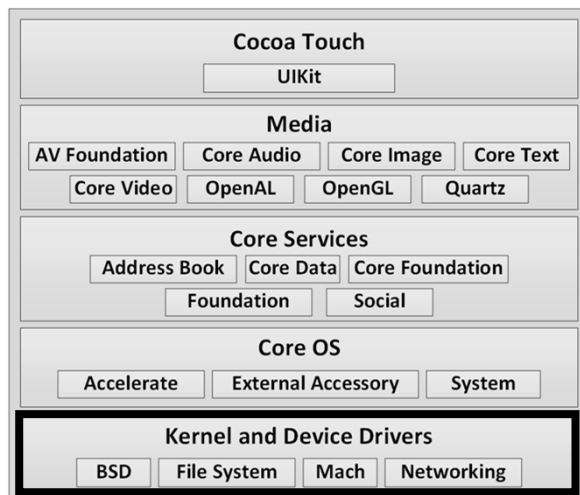 Cocoa Touch
UIKit
Media
AV Foundation Core Audio Core Image Core Text
Core Video OpenAL OpenGL Quartz
Core Services
Address Book Core Data Core Foundation
Foundation Social
Core OS
Accelerate External Accessory System
Kernel and Device Drivers
BSD File System Mach Networking